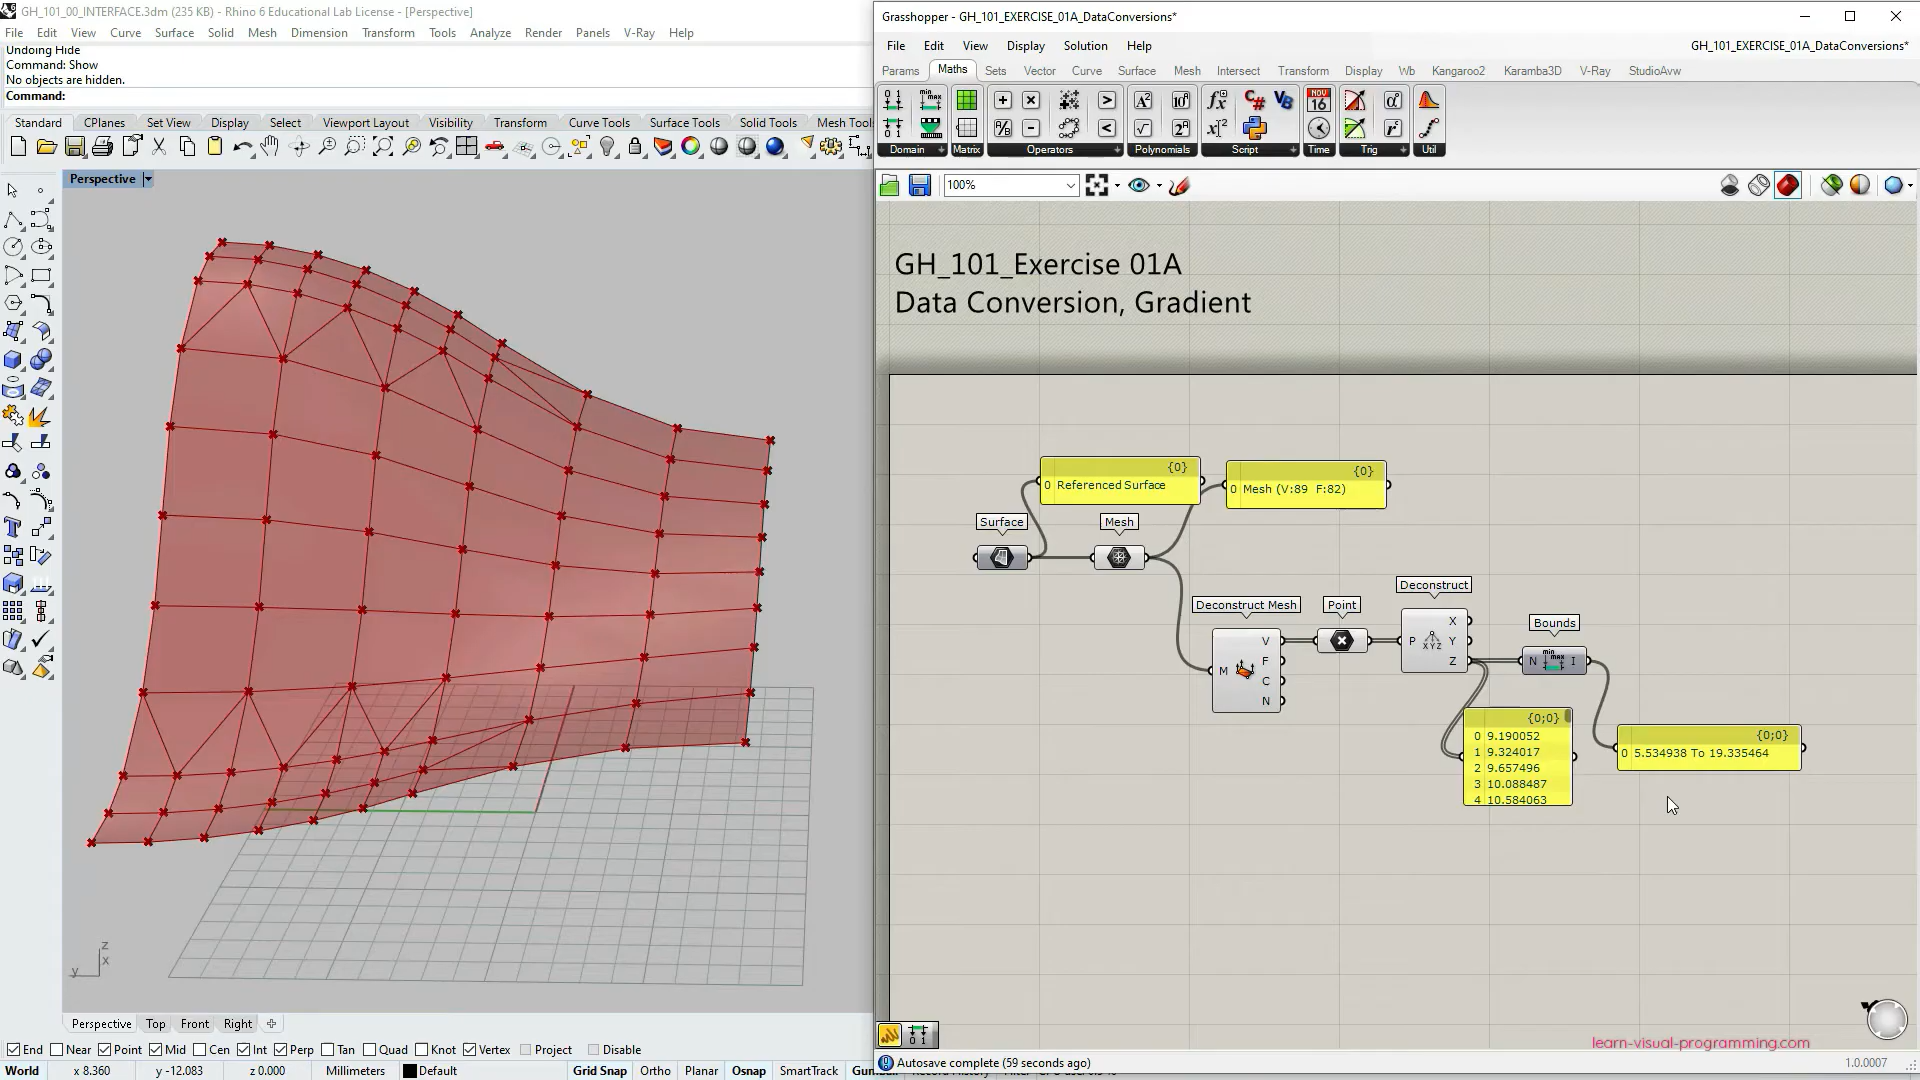 GH_101_00_INTERFACE.3dm (235 KB) - Rhino 6 Educational Lab License - [Perspective]
File Edit View Curve Surface Solid Mesh Dimension Transform Tools Analyze Render Panels V-Ray Help
Undoing Hide
Command: Show
No objects are hidden.
Command:
Standard CPlanes Set View Display Select Viewport Layout Visibility Transform Curve Tools Surface Tools Solid Tools Mesh Tools
Perspective
z
x
y
Perspective Top Front Right
End Near Point Mid Cen Int Perp Tan Quad Knot Vertex Project Disable
World x 8.360 y -12.083 z 0.000 Millimeters Default Grid Snap Ortho Planar Osnap SmartTrack
Grasshopper - GH_101_EXERCISE_01A_DataConversions*
File Edit View Display Solution Help
GH_101_EXERCISE_01A_DataConversions*
Params Maths Sets Vector Curve Surface Mesh Intersect Transform Display Wb Kangaroo2 Karamba3D V-Ray StudioAvw
Domain Matrix Operators Polynomials Script Time Trig Util
100%
GH_101_Exercise 01A
Data Conversion, Gradient
{0}
0 Referenced Surface
{0}
0 Mesh (V:89 F:82)
Surface
Mesh
Deconstruct Mesh
M
V
F
C
N
Point
Deconstruct
P
X
Y
Z
Bounds
N I
{0;0}
0 9.190052
1 9.324017
2 9.657496
3 10.088487
4 10.584063
{0;0}
0 5.534938 To 19.335464
learn-visual-programming.com
Autosave complete (59 seconds ago)
1.0.0007